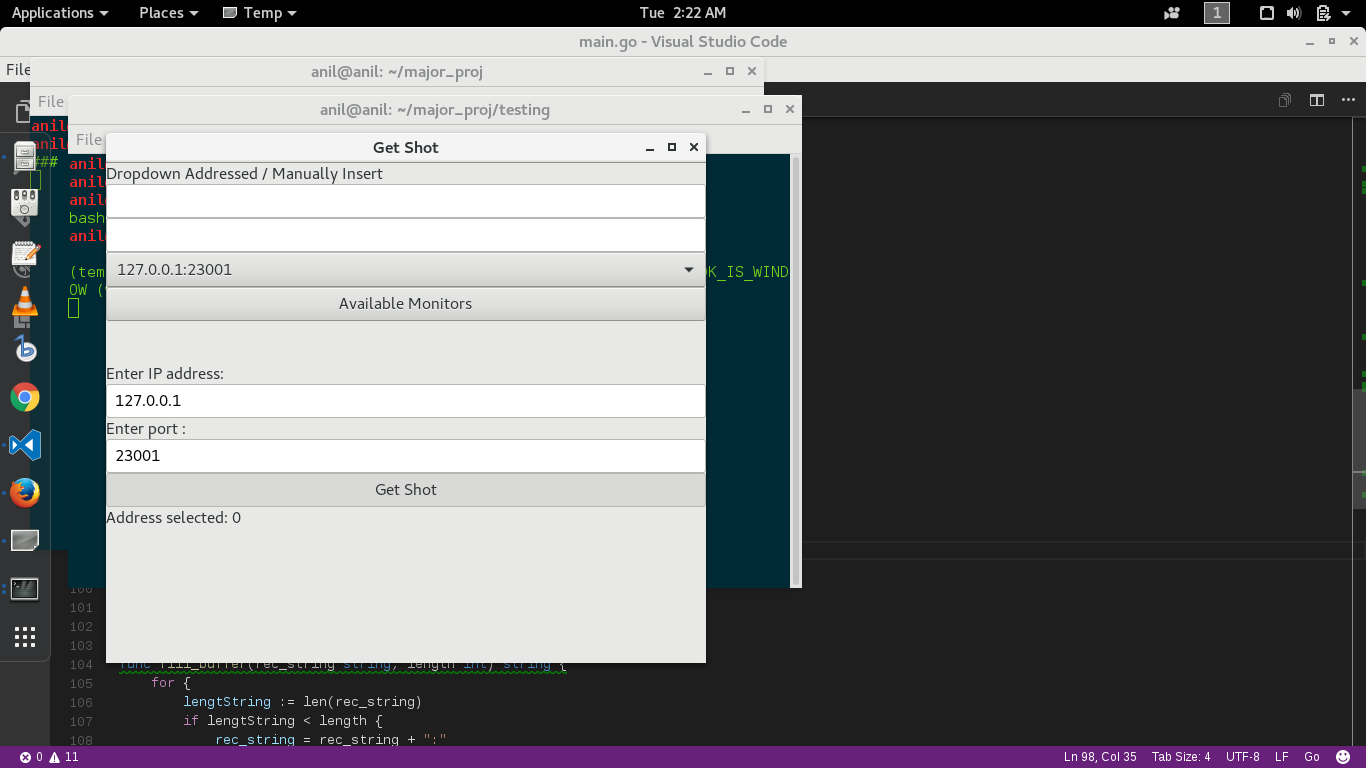 Applications Places Temp Tue 2:22 AM 1
main.go - Visual Studio Code
File
anil@anil: ~/major_proj
File
anil@anil: ~/major_proj/testing
File
Get Shot
Dropdown Addressed / Manually Insert
127.0.0.1:23001
Available Monitors
Enter IP address:
127.0.0.1
Enter port :
23001
Get Shot
Address selected: 0
anil
anil
###
anil
anil
anil
bash
anil
(tem K_IS_WIND
OW (
100
101
102
103
104 func fill_buffer(rec_string string, length int) string {
105 for {
106 lengtString := len(rec_string)
107 if lengtString < length {
108 rec_string = rec_string + ":"
0 11 Ln 98, Col 35 Tab Size: 4 UTF-8 LF Go